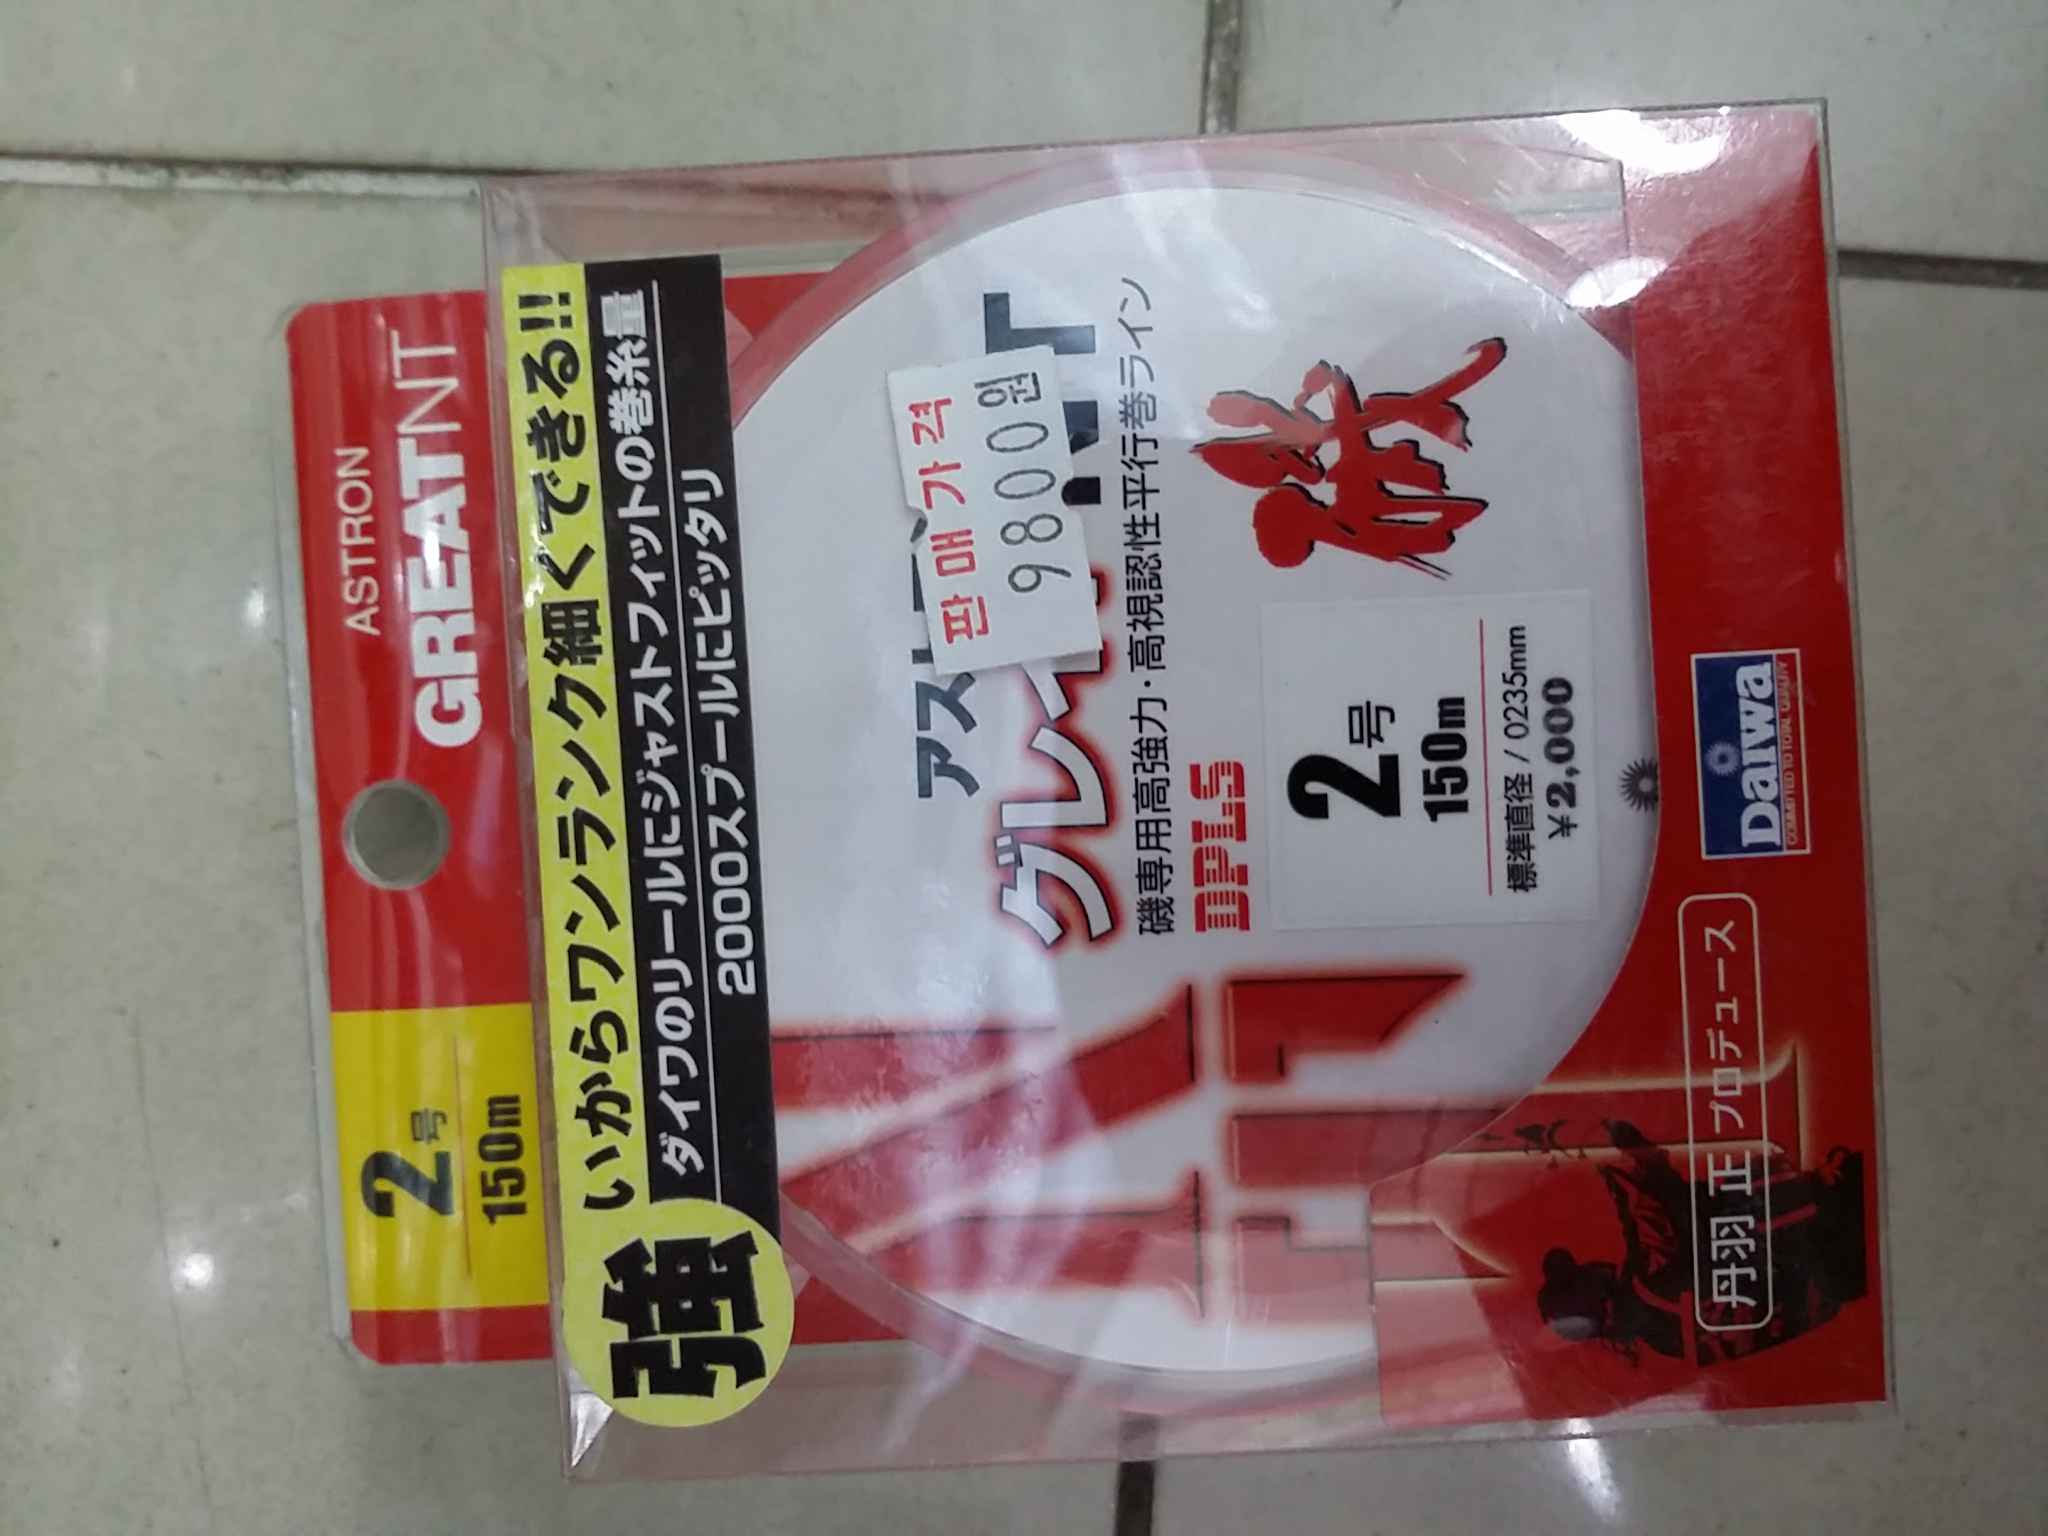 ASTRON
GREATNT
2号
150m
強いからワンランク細くできる!!
ダイワのリールにジャストフィットの巻糸量
2000スプールにピッタリ
판매가격
9800원
磯専用高強力・高視認性平行巻ライン
DPLS
2号
150m
標準直径 / 0235mm
¥2,000
Daiwa
COMMITTED TO TOTAL QUALITY
丹羽 正 プロデュース